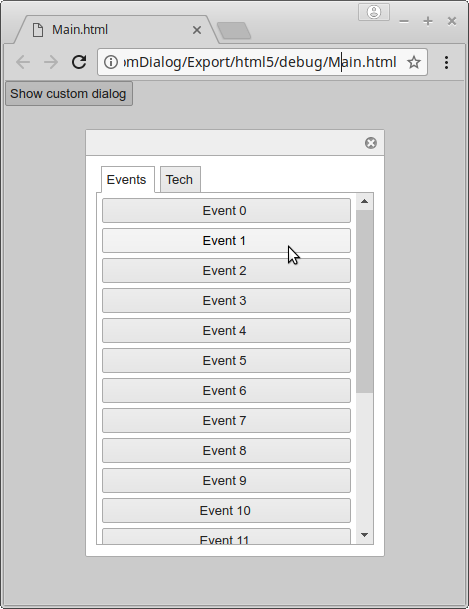 Main.html
omDialog/Export/html5/debug/Main.html
Show custom dialog
Events Tech
Event 0
Event 1
Event 2
Event 3
Event 4
Event 5
Event 6
Event 7
Event 8
Event 9
Event 10
Event 11